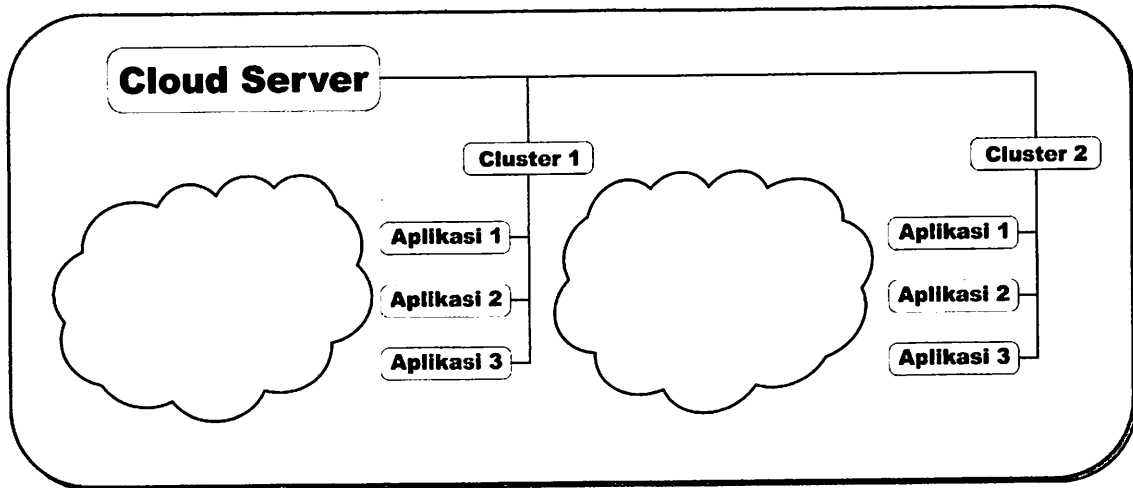 Cloud Server
Cluster 1
Cluster 2
Aplikasi 1
Aplikasi 2
Aplikasi 3
Aplikasi 1
Aplikasi 2
Aplikasi 3